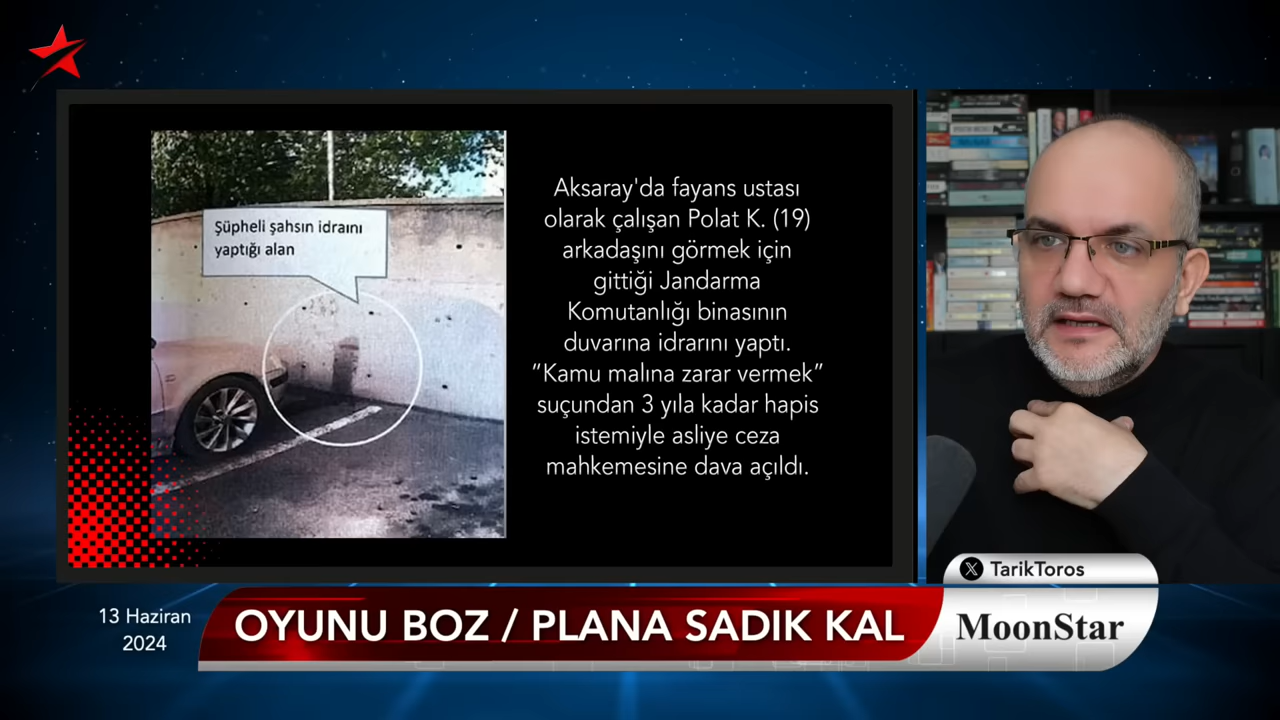 Şüpheli şahsın idraını
yaptığı alan
Aksaray'da fayans ustası
olarak çalışan Polat K. (19)
arkadaşını görmek için
gittiği Jandarma
Komutanlığı binasının
duvarına idrarını yaptı.
“Kamu malına zarar vermek”
suçundan 3 yıla kadar hapis
istemiyle asliye ceza
mahkemesine dava açıldı.
X TarikToros
13 Haziran
2024
OYUNU BOZ / PLANA SADIK KAL
MoonStar